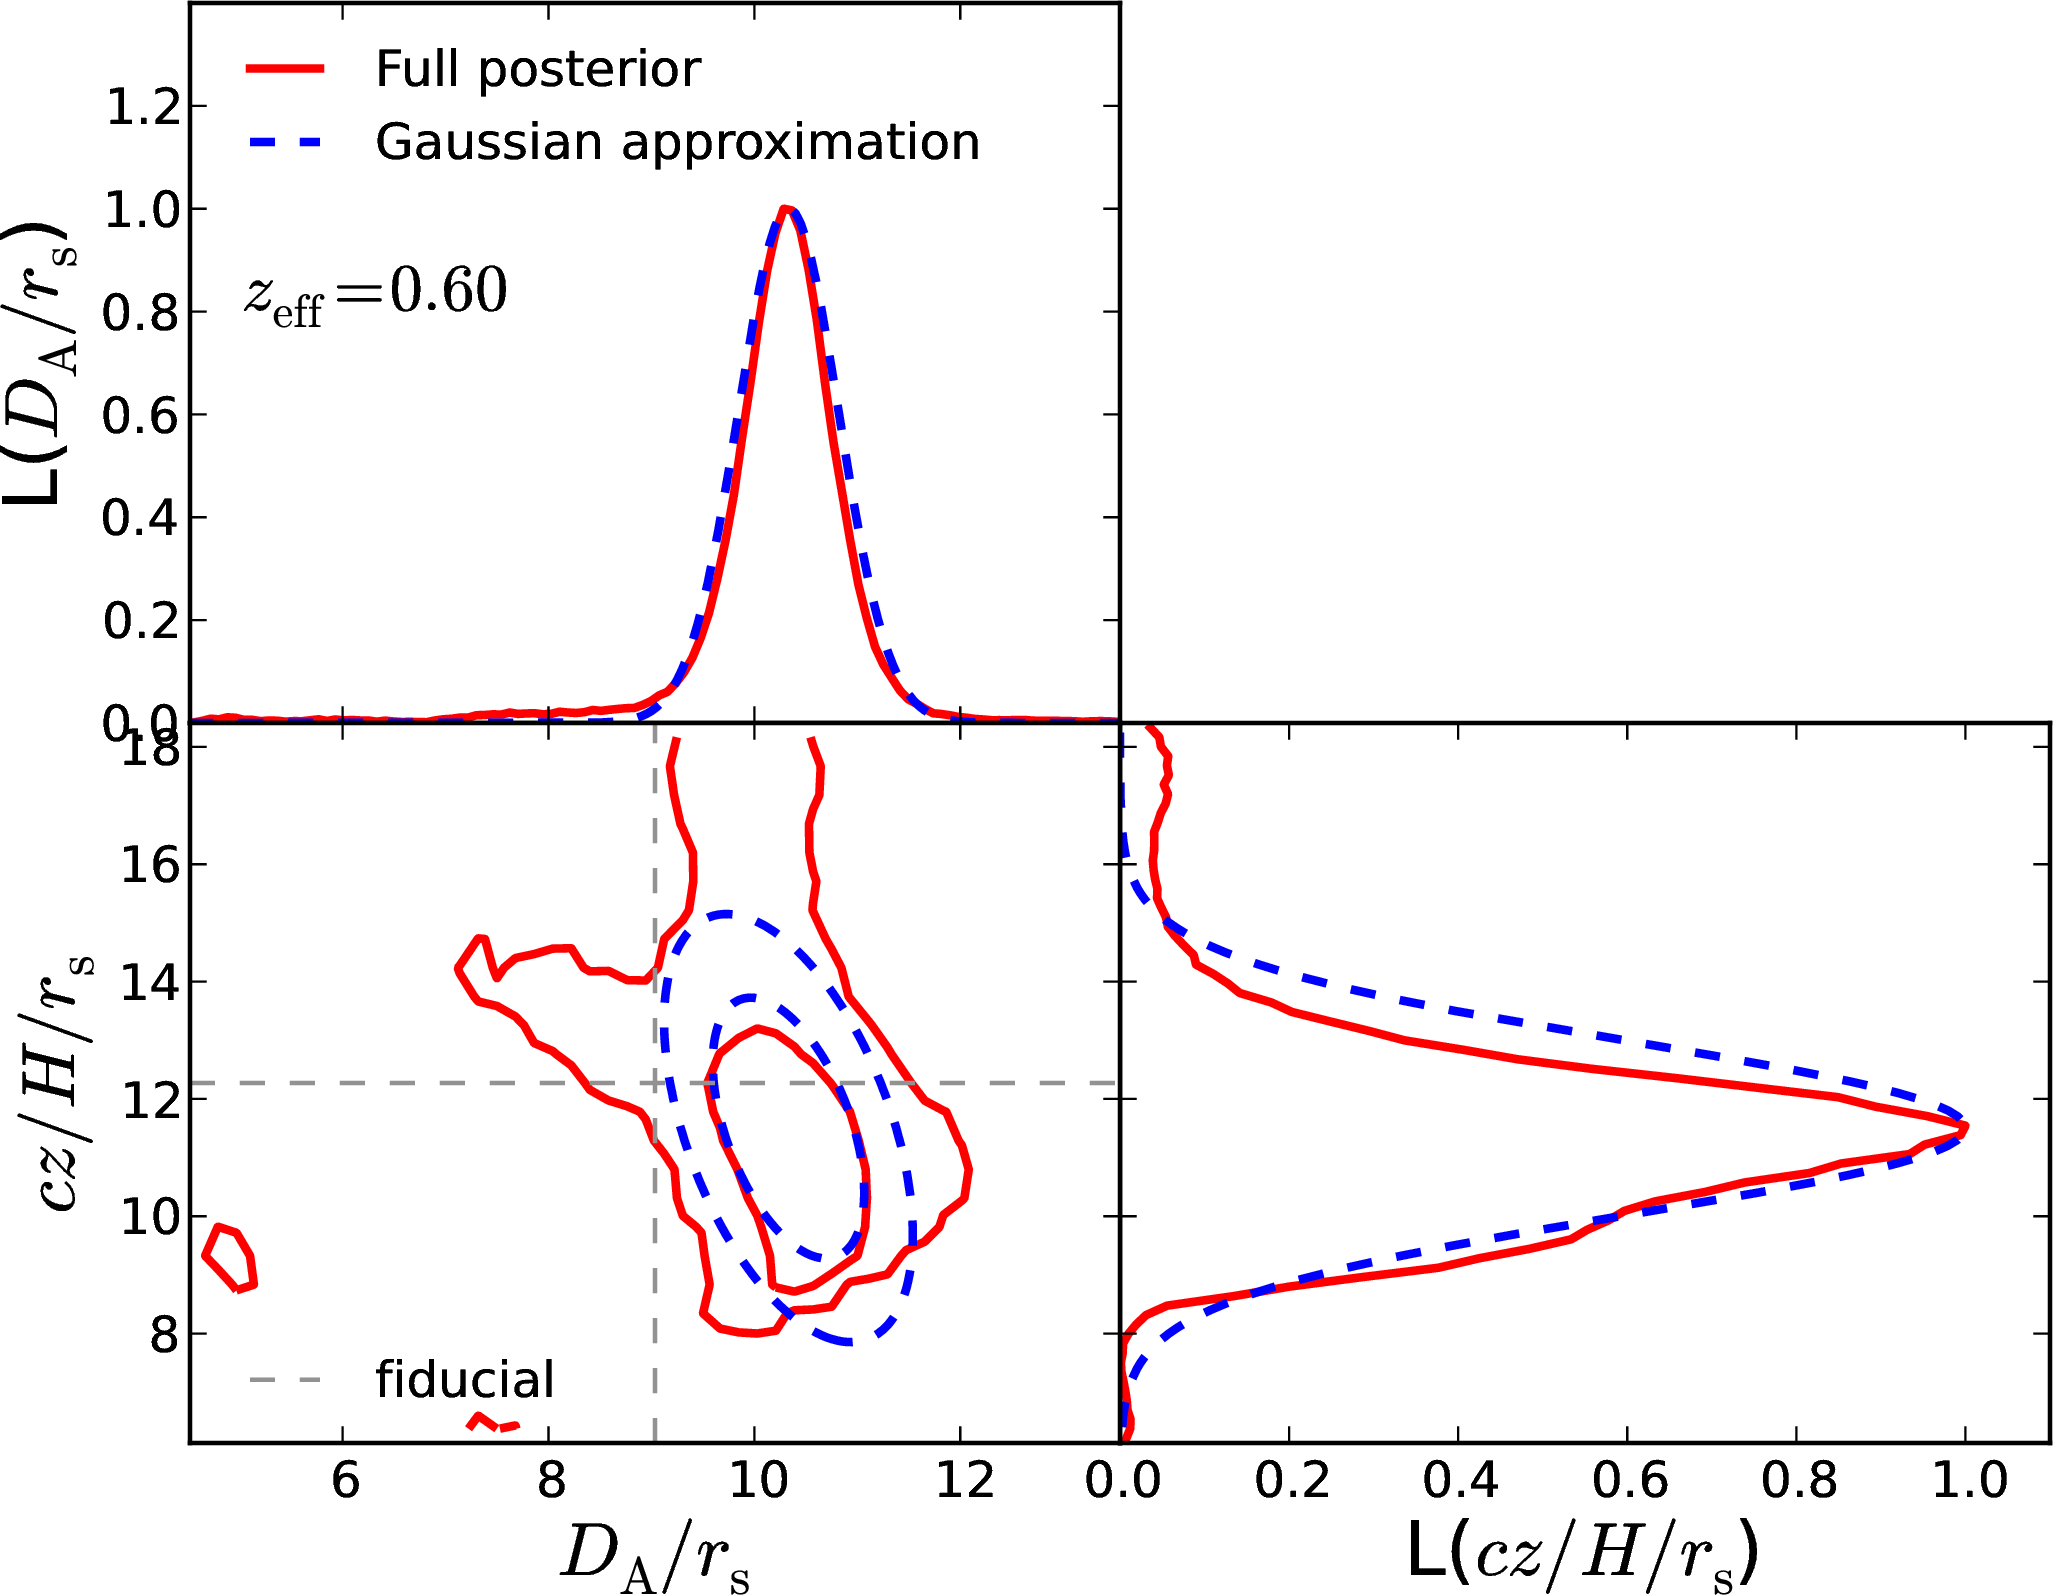 Full posterior
Gaussian approximation
z_eff=0.60
L(D_A/r_s)
1.2
1.0
0.8
0.6
0.4
0.2
0.0
18
16
14
12
10
8
cz/H/r_s
fiducial
6 8 10 12
D_A/r_s
0.0 0.2 0.4 0.6 0.8 1.0
L(cz/H/r_s)